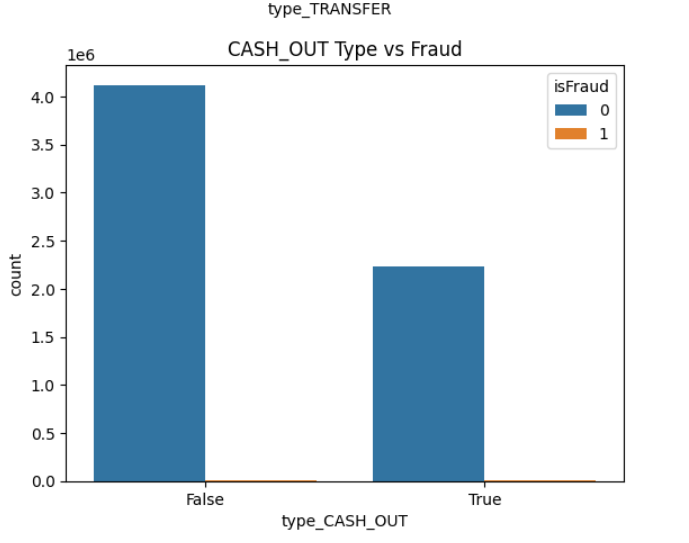 type_TRANSFER
CASH_OUT Type vs Fraud
1e6
isFraud
0
1
4.0
3.5
3.0
2.5
2.0
1.5
1.0
0.5
0.0
count
False
True
type_CASH_OUT